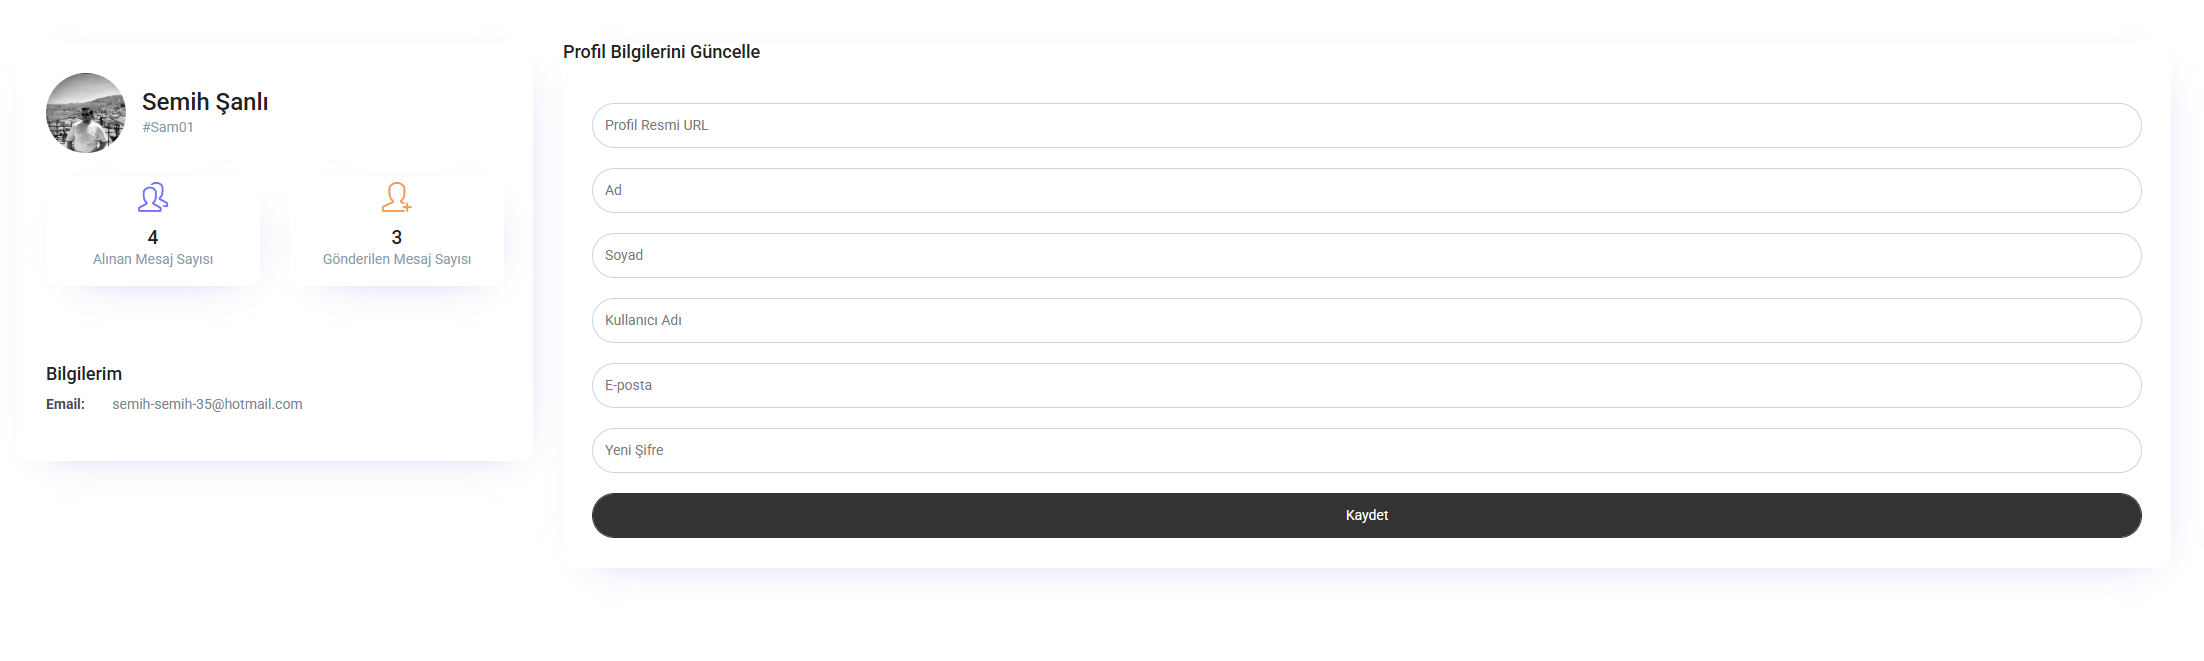 Semih Şanlı
#Sam01
4
Alınan Mesaj Sayısı
3
Gönderilen Mesaj Sayısı
Bilgilerim
Email: semih-semih-35@hotmail.com
Profil Bilgilerini Güncelle
Profil Resmi URL
Ad
Soyad
Kullanıcı Adı
E-posta
Yeni Şifre
Kaydet